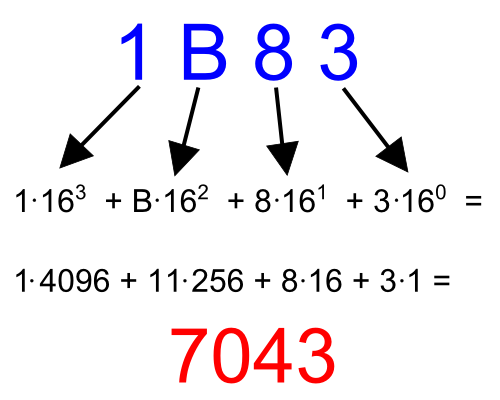 1 B 8 3
1·16³ + B·16² + 8·16¹ + 3·16⁰ =
1·4096 + 11·256 + 8·16 + 3·1 =
7043